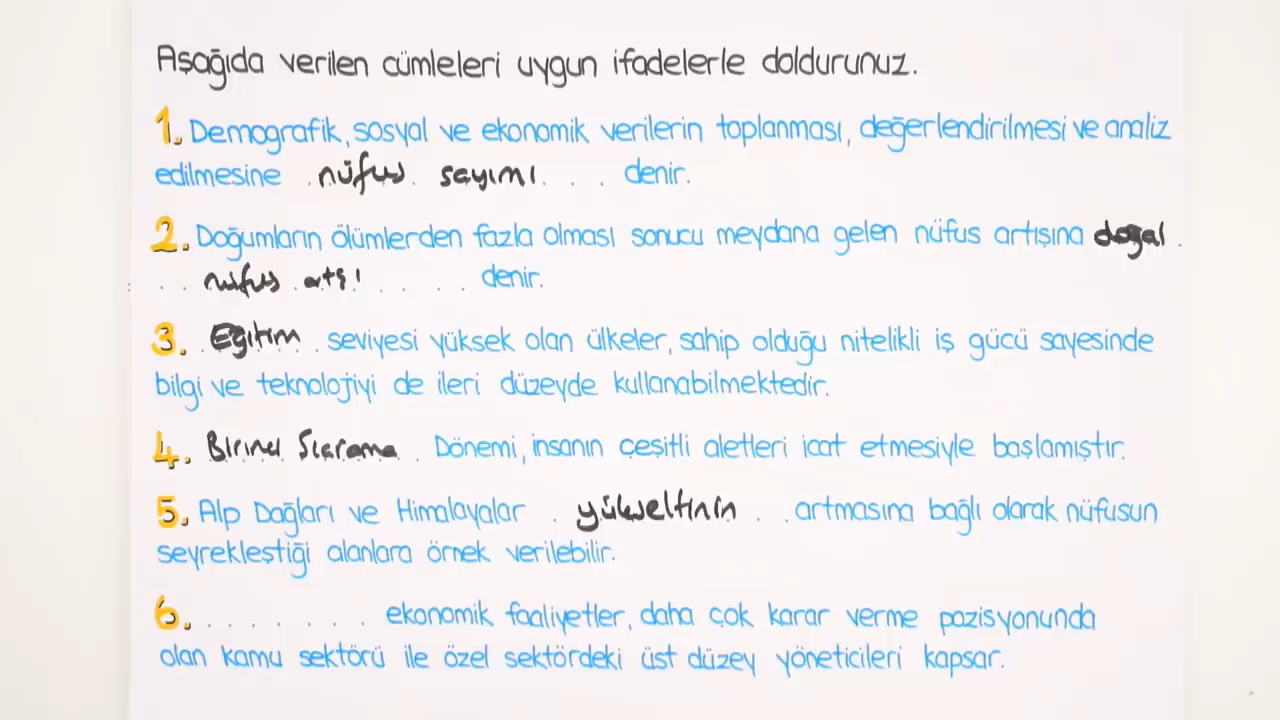 Aşağıda verilen cümleleri uygun ifadelerle doldurunuz.
1. Demografik, sosyal ve ekonomik verilerin toplanması, değerlendirilmesi ve analiz
edilmesine . nüfus . sayımı . . . denir.
2. Doğumların ölümlerden fazla olması sonucu meydana gelen nüfus artışına doğal .
. . nüfus . artşı . . . . denir.
3. . Eğitim . seviyesi yüksek olan ülkeler, sahip olduğu nitelikli iş gücü sayesinde
bilgi ve teknolojiyi de ileri düzeyde kullanabilmektedir.
4. Birinci Sıçrama . Dönemi, insanın çeşitli aletleri icat etmesiyle başlamıştır.
5. Alp Dağları ve Himalayalar . yükseltinin . . artmasına bağlı olarak nüfusun
seyrekleştiği alanlara örnek verilebilir.
6. . . . . . . . ekonomik faaliyetler, daha çok karar verme pozisyonunda
olan kamu sektörü ile özel sektördeki üst düzey yöneticileri kapsar.